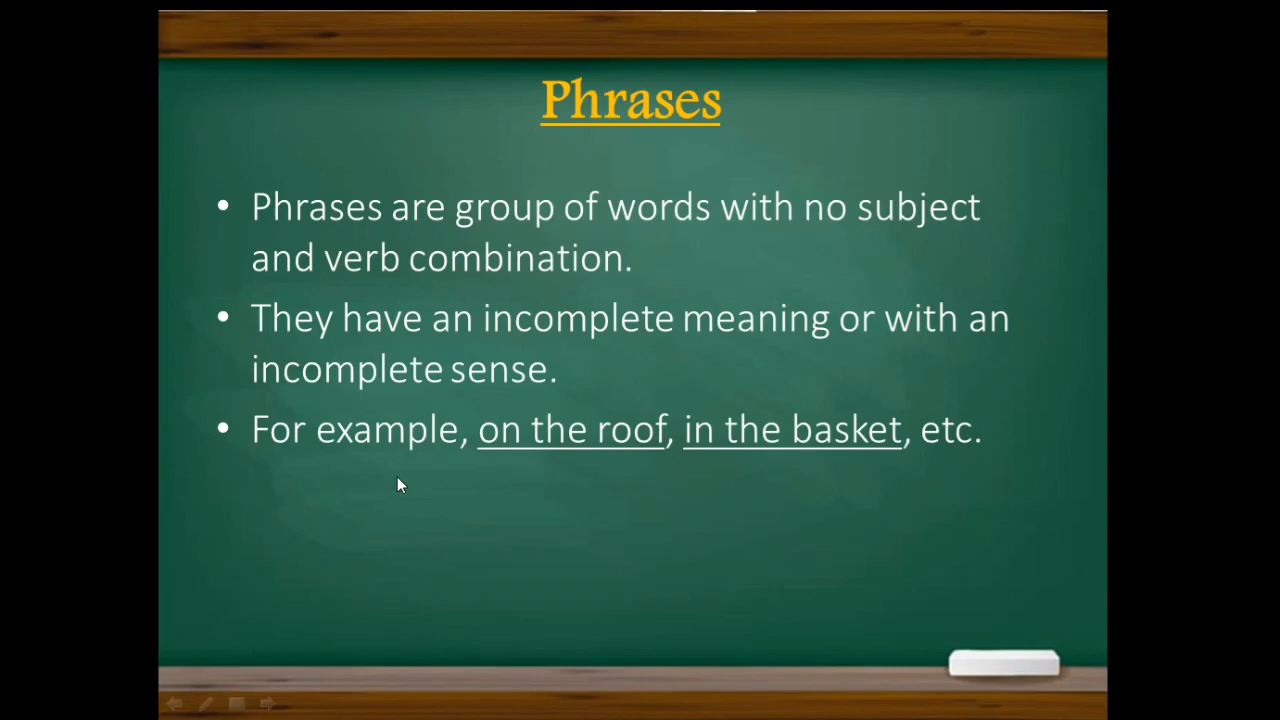 Phrases
• Phrases are group of words with no subject
and verb combination.
• They have an incomplete meaning or with an
incomplete sense.
• For example, on the roof, in the basket, etc.